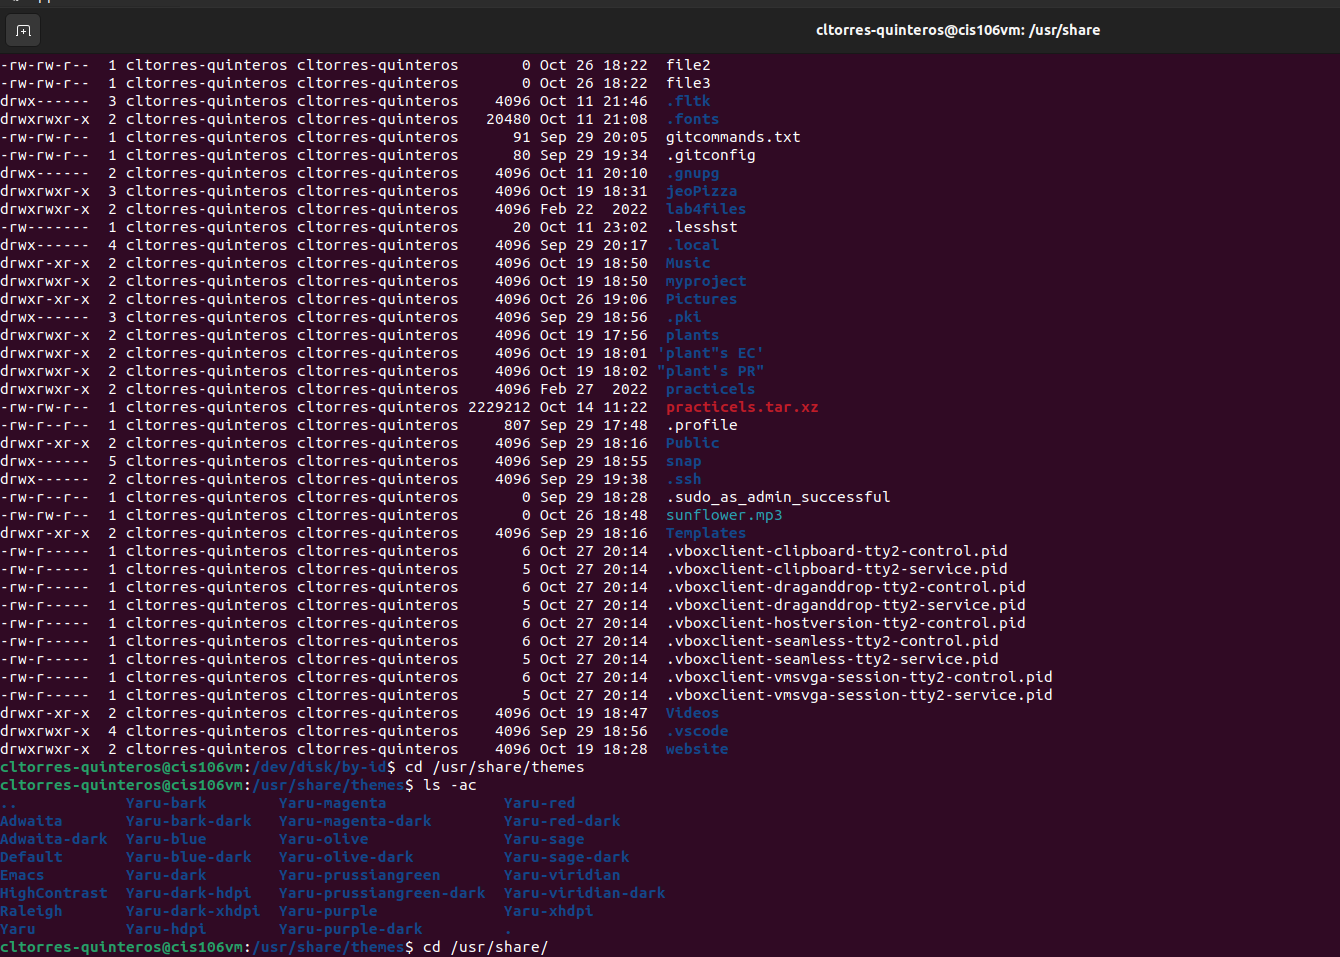 cltorres-quinteros@cis106vm: /usr/share
-rw-rw-r--  1 cltorres-quinteros cltorres-quinteros       0 Oct 26 18:22  file2
-rw-rw-r--  1 cltorres-quinteros cltorres-quinteros       0 Oct 26 18:22  file3
drwx------  3 cltorres-quinteros cltorres-quinteros    4096 Oct 11 21:46  .fltk
drwxrwxr-x  2 cltorres-quinteros cltorres-quinteros   20480 Oct 11 21:08  .fonts
-rw-rw-r--  1 cltorres-quinteros cltorres-quinteros      91 Sep 29 20:05  gitcommands.txt
-rw-rw-r--  1 cltorres-quinteros cltorres-quinteros      80 Sep 29 19:34  .gitconfig
drwx------  2 cltorres-quinteros cltorres-quinteros    4096 Oct 11 20:10  .gnupg
drwxrwxr-x  3 cltorres-quinteros cltorres-quinteros    4096 Oct 19 18:31  jeoPizza
drwxrwxr-x  2 cltorres-quinteros cltorres-quinteros    4096 Feb 22  2022  lab4files
-rw-------  1 cltorres-quinteros cltorres-quinteros      20 Oct 11 23:02  .lesshst
drwx------  4 cltorres-quinteros cltorres-quinteros    4096 Sep 29 20:17  .local
drwxr-xr-x  2 cltorres-quinteros cltorres-quinteros    4096 Oct 19 18:50  Music
drwxrwxr-x  2 cltorres-quinteros cltorres-quinteros    4096 Oct 19 18:50  myproject
drwxr-xr-x  2 cltorres-quinteros cltorres-quinteros    4096 Oct 26 19:06  Pictures
drwx------  3 cltorres-quinteros cltorres-quinteros    4096 Sep 29 18:56  .pki
drwxrwxr-x  2 cltorres-quinteros cltorres-quinteros    4096 Oct 19 17:56  plants
drwxrwxr-x  2 cltorres-quinteros cltorres-quinteros    4096 Oct 19 18:01 'plant"s EC'
drwxrwxr-x  2 cltorres-quinteros cltorres-quinteros    4096 Oct 19 18:02 "plant's PR"
drwxrwxr-x  2 cltorres-quinteros cltorres-quinteros    4096 Feb 27  2022  practicels
-rw-rw-r--  1 cltorres-quinteros cltorres-quinteros 2229212 Oct 14 11:22  practicels.tar.xz
-rw-r--r--  1 cltorres-quinteros cltorres-quinteros     807 Sep 29 17:48  .profile
drwxr-xr-x  2 cltorres-quinteros cltorres-quinteros    4096 Sep 29 18:16  Public
drwx------  5 cltorres-quinteros cltorres-quinteros    4096 Sep 29 18:55  snap
drwx------  2 cltorres-quinteros cltorres-quinteros    4096 Sep 29 19:38  .ssh
-rw-r--r--  1 cltorres-quinteros cltorres-quinteros       0 Sep 29 18:28  .sudo_as_admin_successful
-rw-rw-r--  1 cltorres-quinteros cltorres-quinteros       0 Oct 26 18:48  sunflower.mp3
drwxr-xr-x  2 cltorres-quinteros cltorres-quinteros    4096 Sep 29 18:16  Templates
-rw-r-----  1 cltorres-quinteros cltorres-quinteros       6 Oct 27 20:14  .vboxclient-clipboard-tty2-control.pid
-rw-r-----  1 cltorres-quinteros cltorres-quinteros       5 Oct 27 20:14  .vboxclient-clipboard-tty2-service.pid
-rw-r-----  1 cltorres-quinteros cltorres-quinteros       6 Oct 27 20:14  .vboxclient-draganddrop-tty2-control.pid
-rw-r-----  1 cltorres-quinteros cltorres-quinteros       5 Oct 27 20:14  .vboxclient-draganddrop-tty2-service.pid
-rw-r-----  1 cltorres-quinteros cltorres-quinteros       6 Oct 27 20:14  .vboxclient-hostversion-tty2-control.pid
-rw-r-----  1 cltorres-quinteros cltorres-quinteros       6 Oct 27 20:14  .vboxclient-seamless-tty2-control.pid
-rw-r-----  1 cltorres-quinteros cltorres-quinteros       5 Oct 27 20:14  .vboxclient-seamless-tty2-service.pid
-rw-r-----  1 cltorres-quinteros cltorres-quinteros       6 Oct 27 20:14  .vboxclient-vmsvga-session-tty2-control.pid
-rw-r-----  1 cltorres-quinteros cltorres-quinteros       5 Oct 27 20:14  .vboxclient-vmsvga-session-tty2-service.pid
drwxr-xr-x  2 cltorres-quinteros cltorres-quinteros    4096 Oct 19 18:47  Videos
drwxrwxr-x  4 cltorres-quinteros cltorres-quinteros    4096 Sep 29 18:56  .vscode
drwxrwxr-x  2 cltorres-quinteros cltorres-quinteros    4096 Oct 19 18:28  website
cltorres-quinteros@cis106vm:/dev/disk/by-id$ cd /usr/share/themes
cltorres-quinteros@cis106vm:/usr/share/themes$ ls -ac
..            Yaru-bark        Yaru-magenta             Yaru-red
Adwaita       Yaru-bark-dark   Yaru-magenta-dark        Yaru-red-dark
Adwaita-dark  Yaru-blue        Yaru-olive               Yaru-sage
Default       Yaru-blue-dark   Yaru-olive-dark          Yaru-sage-dark
Emacs         Yaru-dark        Yaru-prussiangreen       Yaru-viridian
HighContrast  Yaru-dark-hdpi   Yaru-prussiangreen-dark  Yaru-viridian-dark
Raleigh       Yaru-dark-xhdpi  Yaru-purple              Yaru-xhdpi
Yaru          Yaru-hdpi        Yaru-purple-dark         .
cltorres-quinteros@cis106vm:/usr/share/themes$ cd /usr/share/